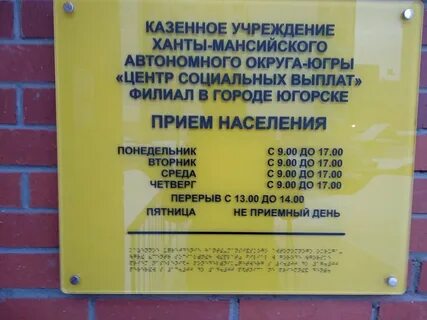 КАЗЕННОЕ УЧРЕЖДЕНИЕ
ХАНТЫ-МАНСИЙСКОГО
АВТОНОМНОГО ОКРУГА-ЮГРЫ
«ЦЕНТР СОЦИАЛЬНЫХ ВЫПЛАТ»
ФИЛИАЛ В ГОРОДЕ ЮГОРСКЕ
ПРИЕМ НАСЕЛЕНИЯ
ПОНЕДЕЛЬНИК С 9.00 ДО 17.00
ВТОРНИК С 9.00 ДО 17.00
СРЕДА С 9.00 ДО 17.00
ЧЕТВЕРГ С 9.00 ДО 17.00
ПЕРЕРЫВ С 13.00 ДО 14.00
ПЯТНИЦА НЕ ПРИЕМНЫЙ ДЕНЬ